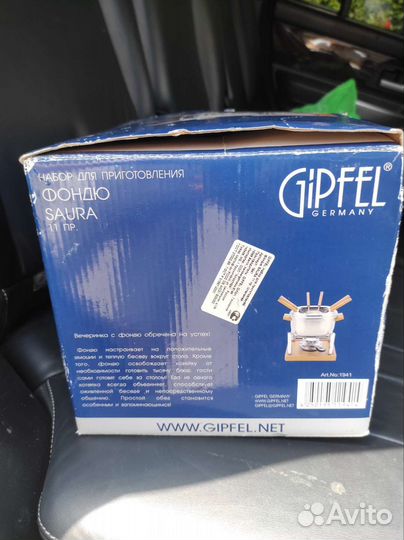 НАБОР ДЛЯ ПРИГОТОВЛЕНИЯ
ФОНДЮ
SAURA
11 ПР.
GiPFEL®
GERMANY
Вечеринка с фондю обречена на успех!
Фондю настраивает на положительные
эмоции и теплую беседу вокруг стола. Кроме
того, фондю освобождает хозяйку от
необходимости готовить тысячу блюд: гости
сами готовят себе за столом! Еда из одного
котелка всегда объединяет, способствует
оживленной беседе и непосредственному
общению. Простой обед становится
особенным и запоминающимся!
Art.No:1941
GIPFEL GERMANY
GIPFEL.NET
GIPFEL@GIPFEL.NET
WWW.GIPFEL.NET
Avito